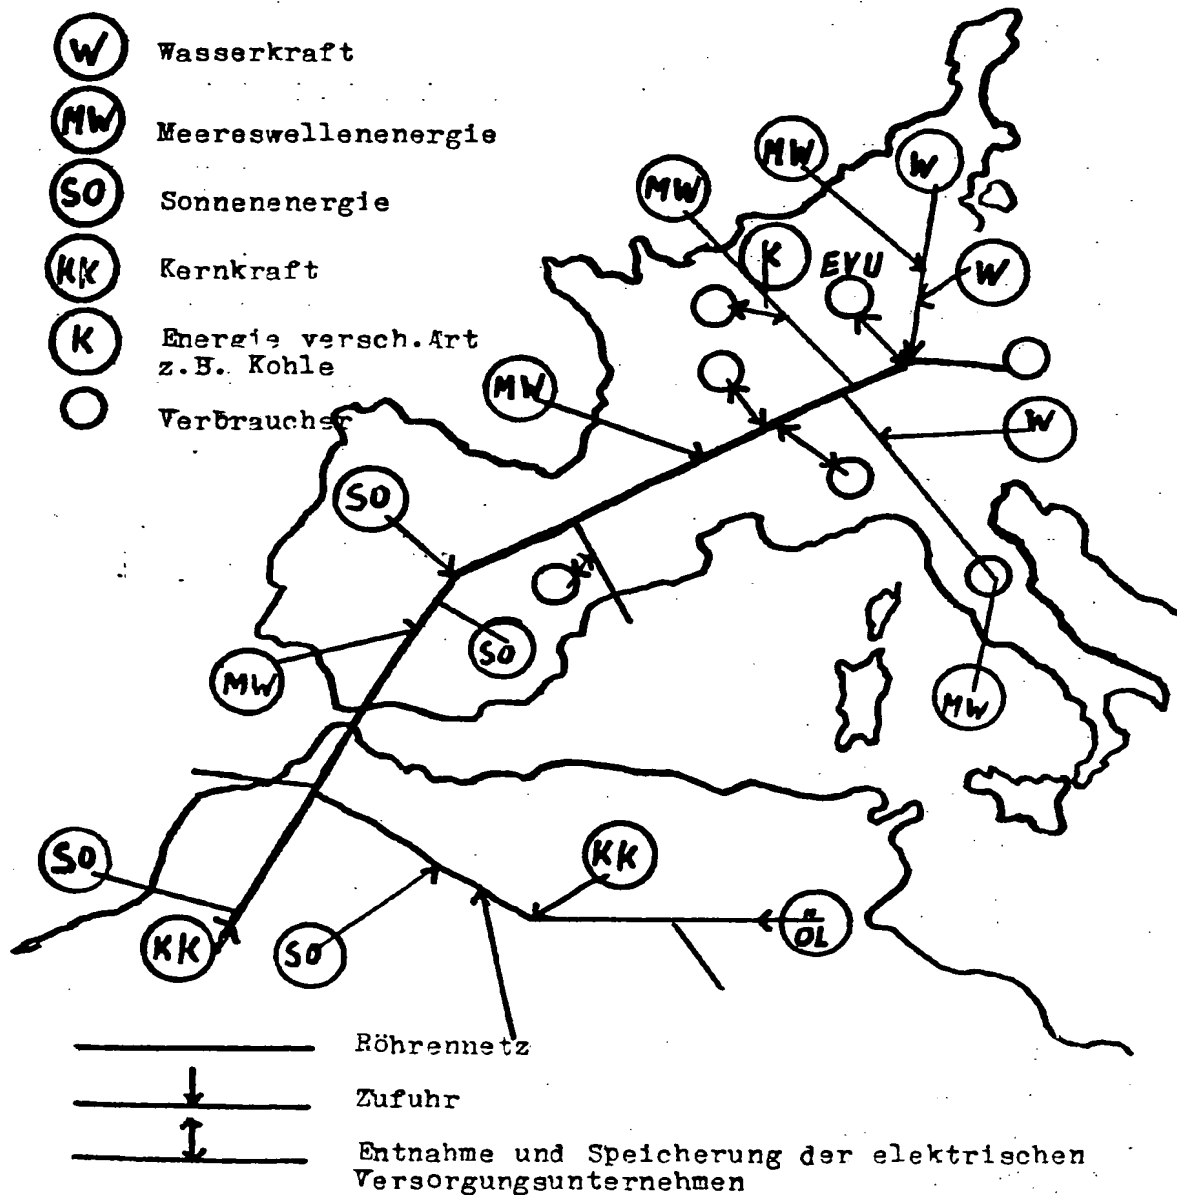 W Wasserkraft
MW Meereswellenenergie
SO Sonnenenergie
KK Kernkraft
K Energie versch.Art
z.B. Kohle
Verbraucher
MW
MW
W
K
EVU
W
MW
W
SO
SO
MW
MW
SO
KK
SO
KK
ÖL
Röhrennetz
Zufuhr
Entnahme und Speicherung der elektrischen
Versorgungsunternehmen